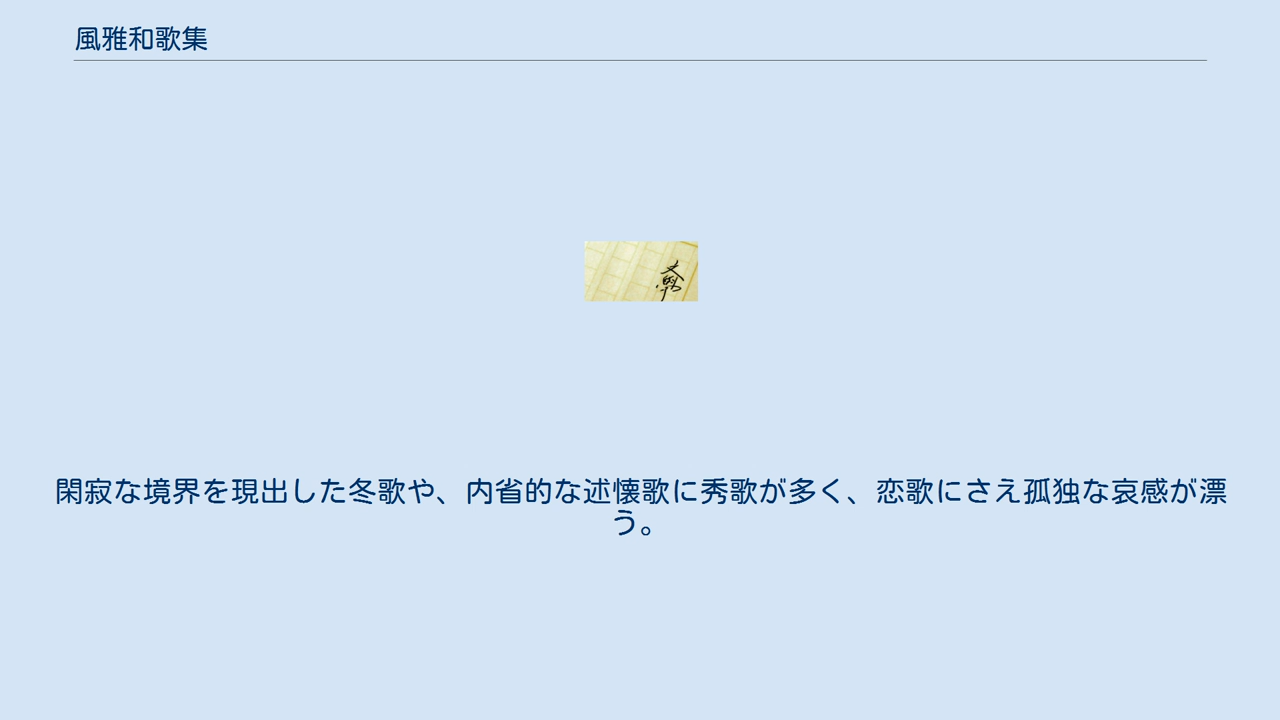 風雅和歌集
閑寂な境界を現出した冬歌や、内省的な述懐歌に秀歌が多く、恋歌にさえ孤独な哀感が漂
う。